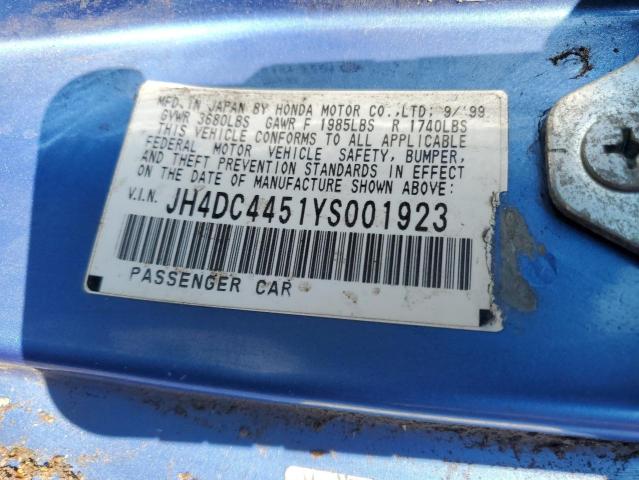 MFD. IN JAPAN BY HONDA MOTOR CO.,LTD; 9/'99
GVWR 3680LBS GAWR F 1985LBS R 1740LBS
THIS VEHICLE CONFORMS TO ALL APPLICABLE
FEDERAL MOTOR VEHICLE SAFETY, BUMPER,
AND THEFT PREVENTION STANDARDS IN EFFECT
ON THE DATE OF MANUFACTURE SHOWN ABOVE:
V.I.N. JH4DC4451YS001923
PASSENGER CAR